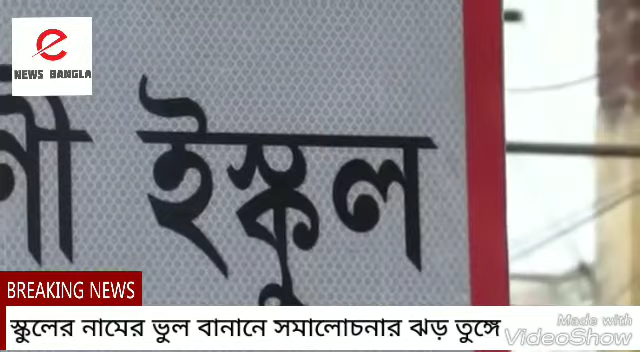 e
NEWS BANGLA
ণী ইস্কুল
BREAKING NEWS
স্কুলের নামের ভুল বানানে সমালোচনার ঝড় তুঙ্গে
Made with
VideoShow